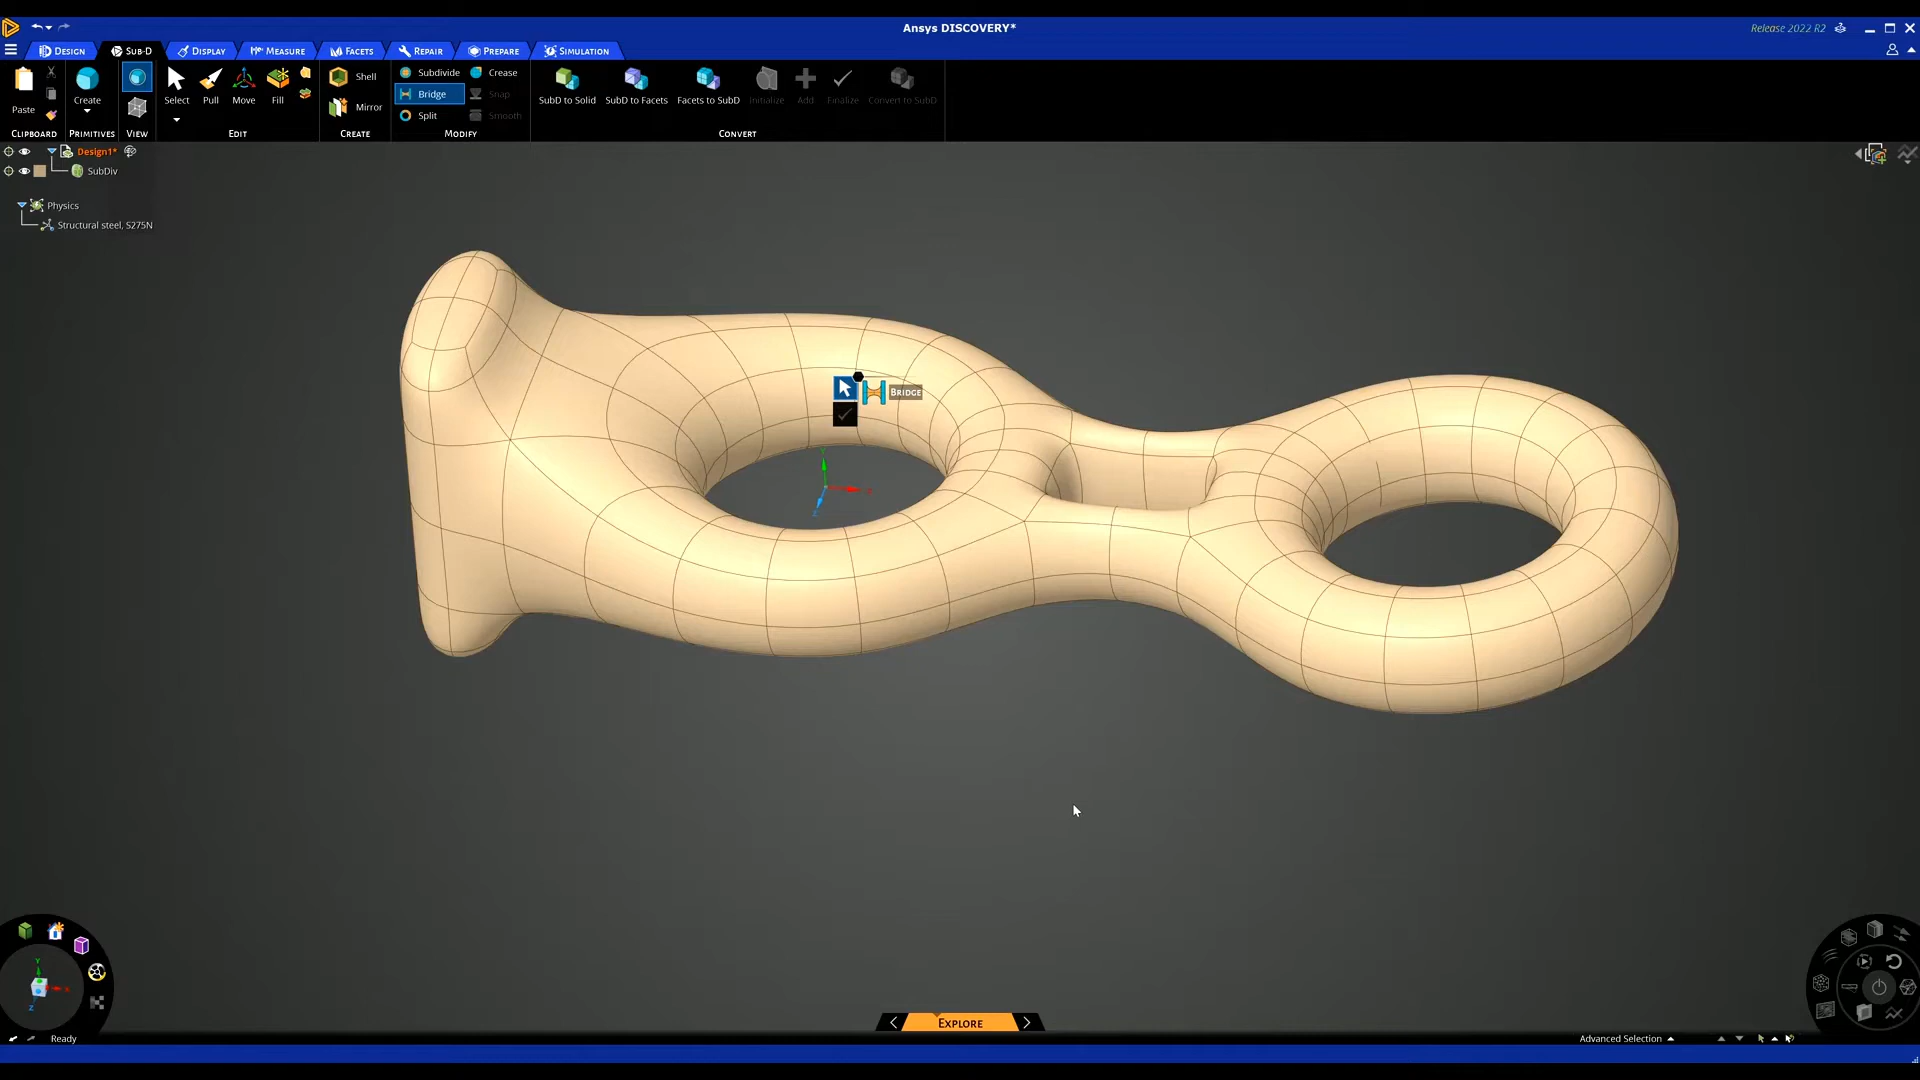 Ansys DISCOVERY*
Release 2022 R2
DESIGN SUB-D DISPLAY MEASURE FACETS REPAIR PREPARE SIMULATION
Paste
CLIPBOARD
Create
PRIMITIVES
VIEW
Select Pull Move Fill
EDIT
Shell
Mirror
CREATE
Subdivide Crease
Bridge Snap
Split Smooth
MODIFY
SubD to Solid SubD to Facets Facets to SubD Initialize Add Finalize Convert to SubD
CONVERT
Design1*
SubDiv
Physics
Structural steel, S275N
BRIDGE
Y
X
Z
Y
X
Z
EXPLORE
Ready
Advanced Selection